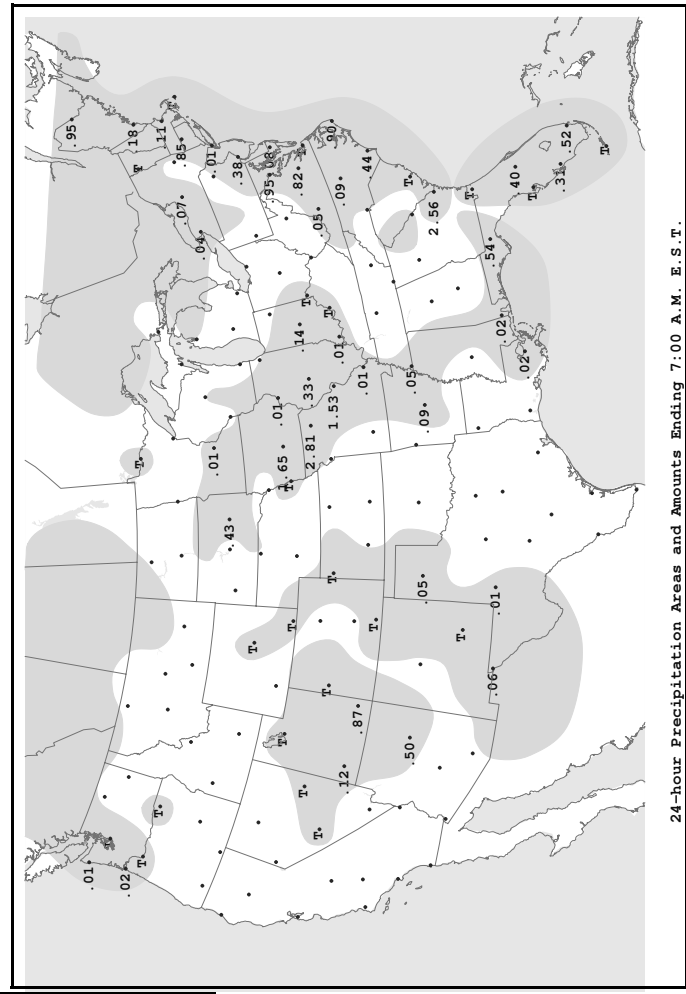 .95
.01
.02
.18
T
T
T
T
.11
T
.85
.07
.04
.01
.01
.43
.38
T
.95
.08
.01
1.65
T
T
T
.14
.82
T
T
.33
2.81
.05
T
T
T
.90
1.53
T
.01
.09
.12
.87
.01
.44
T
T
.50
.05
.05
.09
2.56
T
T
.54
.06
.01
.02
.40
.02
T
.31
.52
T
24-hour Precipitation Areas and Amounts Ending 7:00 A.M. E.S.T.